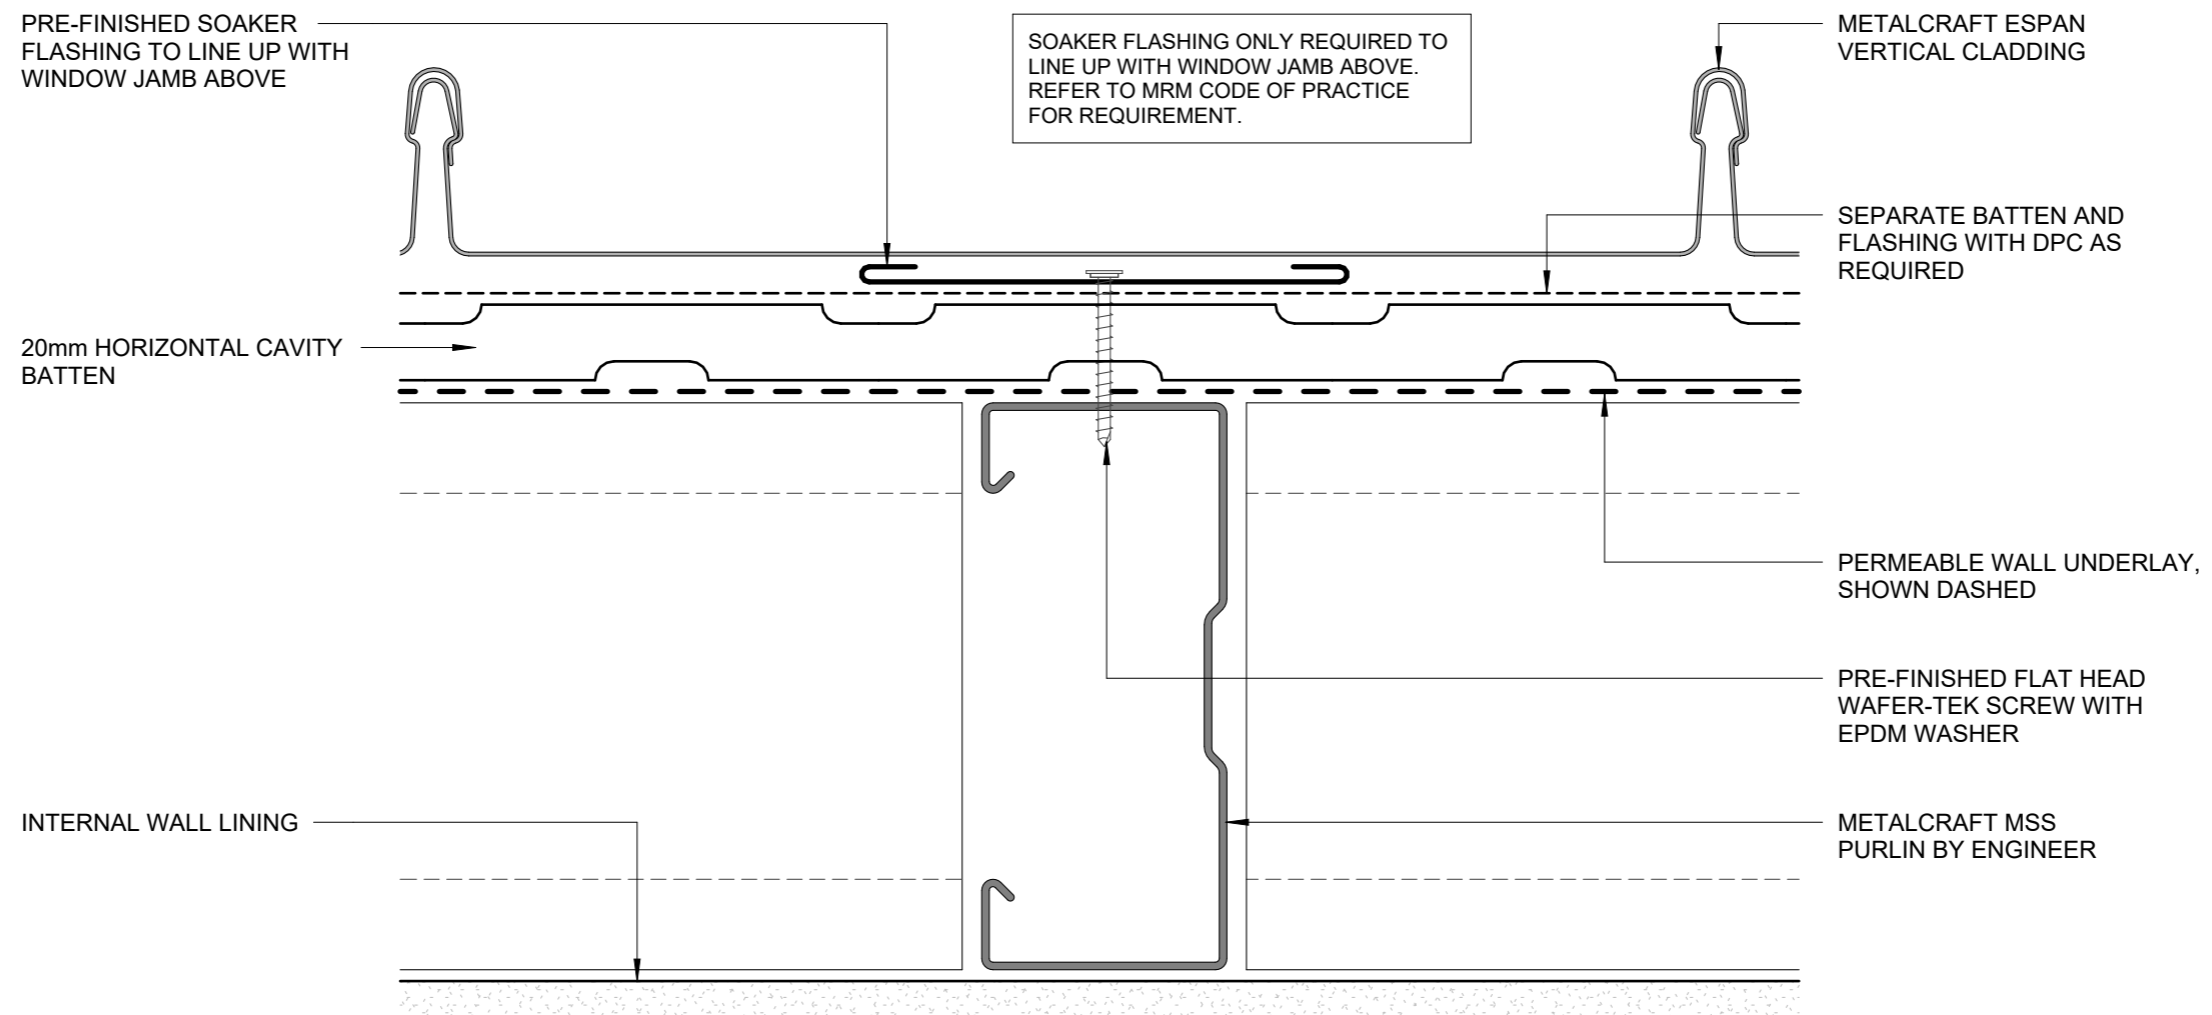 PRE-FINISHED SOAKER
FLASHING TO LINE UP WITH
WINDOW JAMB ABOVE
SOAKER FLASHING ONLY REQUIRED TO
LINE UP WITH WINDOW JAMB ABOVE.
REFER TO MRM CODE OF PRACTICE
FOR REQUIREMENT.
METALCRAFT ESPAN
VERTICAL CLADDING
SEPARATE BATTEN AND
FLASHING WITH DPC AS
REQUIRED
20mm HORIZONTAL CAVITY
BATTEN
PERMEABLE WALL UNDERLAY,
SHOWN DASHED
PRE-FINISHED FLAT HEAD
WAFER-TEK SCREW WITH
EPDM WASHER
INTERNAL WALL LINING
METALCRAFT MSS
PURLIN BY ENGINEER